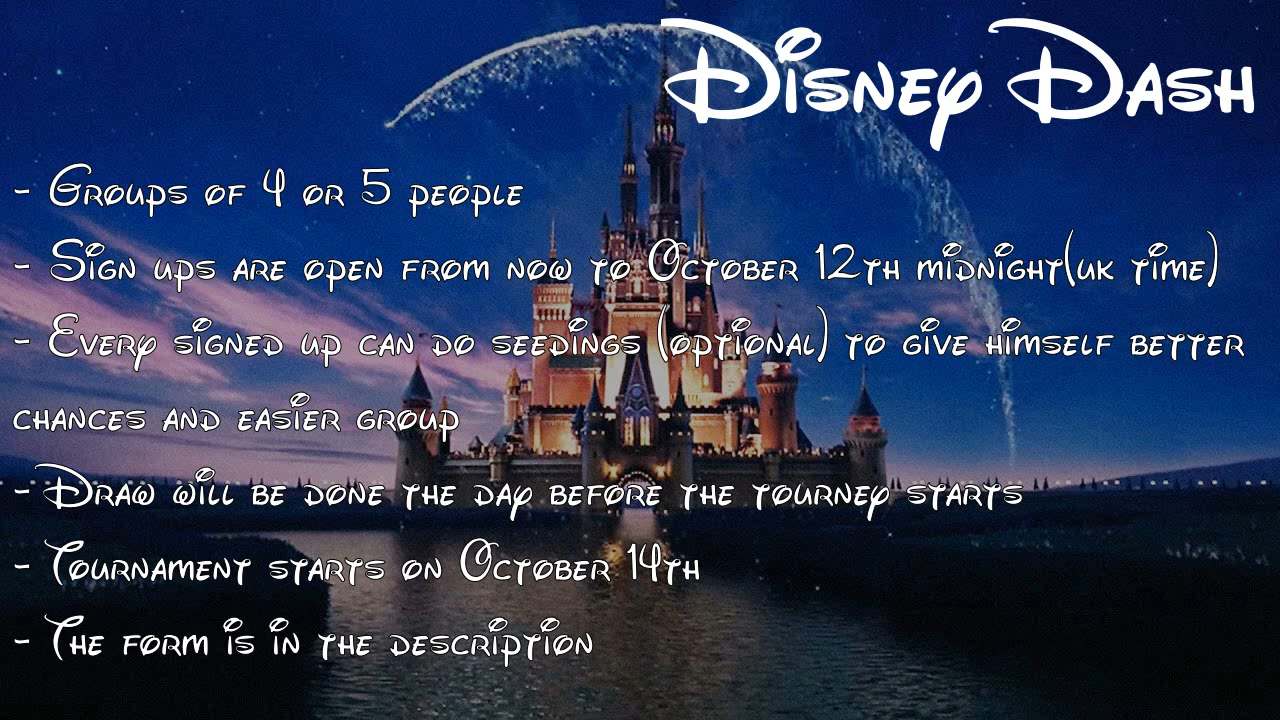 Disney Dash
- Groups of 4 or 5 people
- Sign ups are open from now to October 12th midnight(uk time)
- Every signed up can do seedings (optional) to give himself better
chances and easier group
- Draw will be done the day before the tourney starts
- Tournament starts on October 14th
- The form is in the description